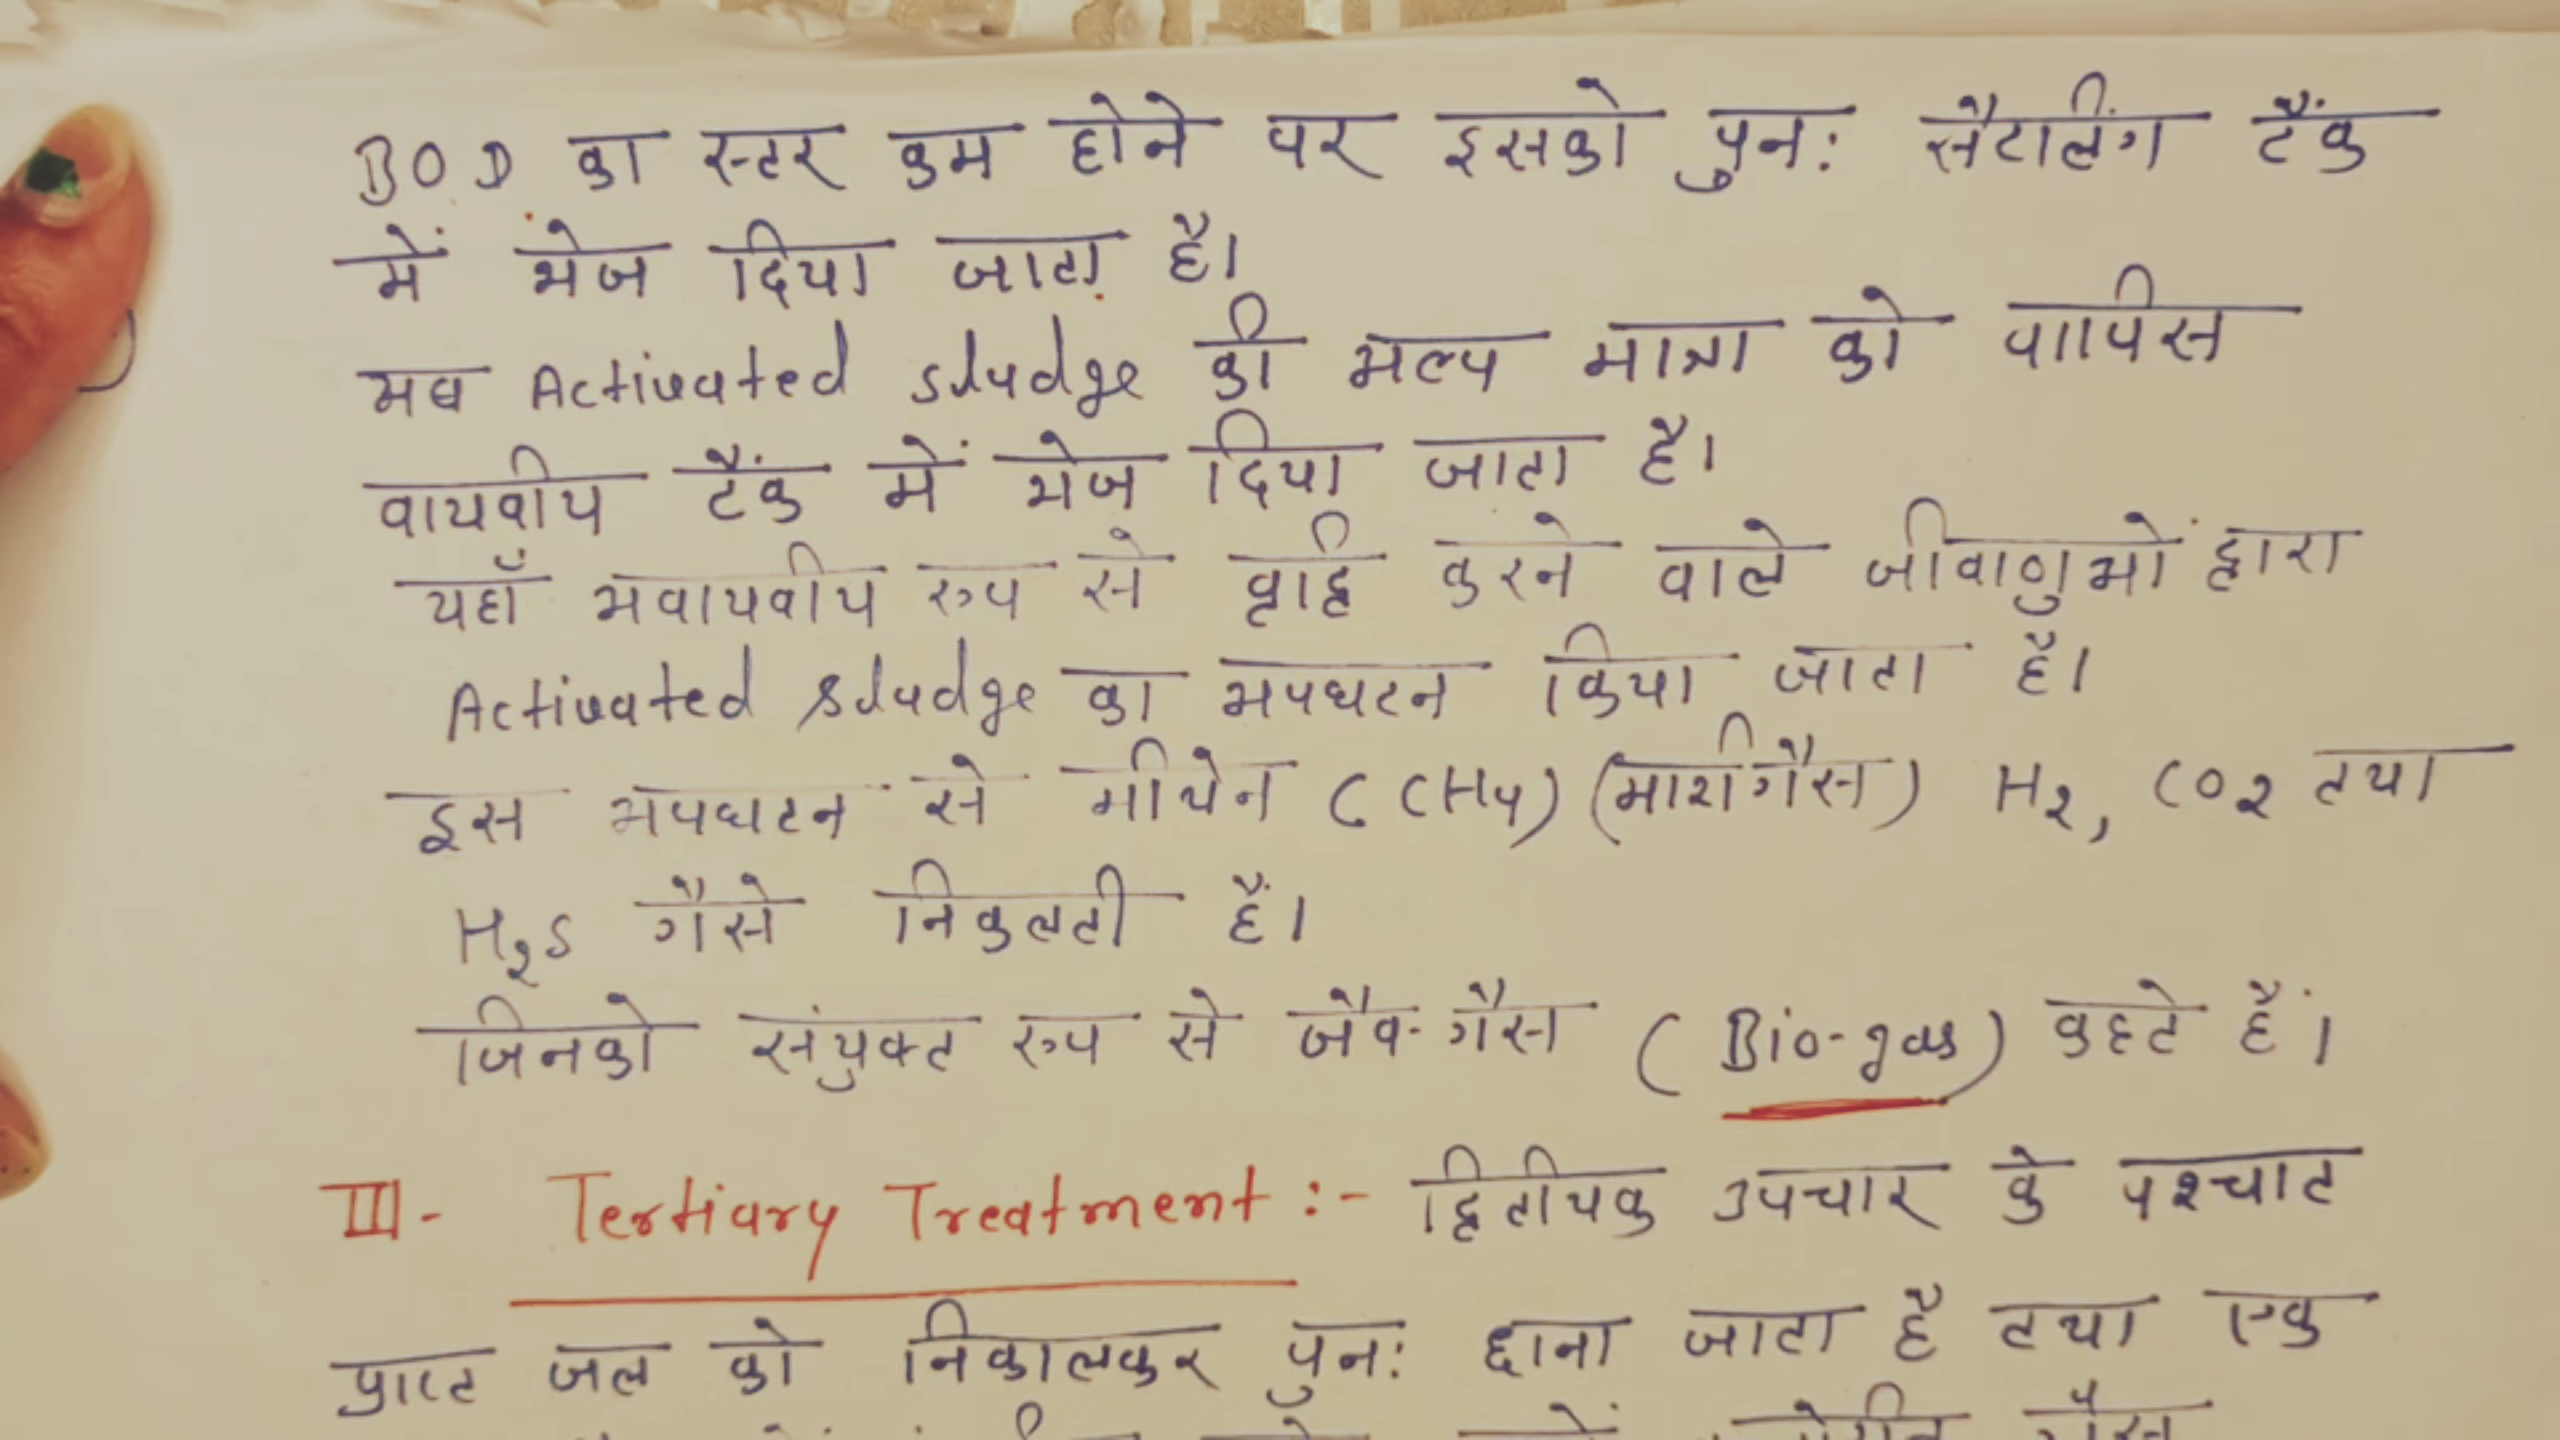 BOD का स्तर कम होने पर इसको पुनः सैटलिंग टैंक
में भेज दिया जाता है।
अब Activated sludge की अल्प मात्रा को वापिस
वायवीय टैंक में भेज दिया जाता है।
यहाँ अवायवीय रूप से वृद्धि करने वाले जीवाणुओं द्वारा
Activated sludge का अपघटन किया जाता है।
इस अपघटन से मीथेन (CH4) (मार्शगैस) H2, CO2 तथा
H2S गैसे निकलती हैं।
जिनको संयुक्त रूप से जैव-गैस (Bio-gas) कहते हैं।
III- Tertiary Treatment :- द्वितीयक उपचार के पश्चात
प्राप्त जल को निकालकर पुनः छाना जाता है तथा एक